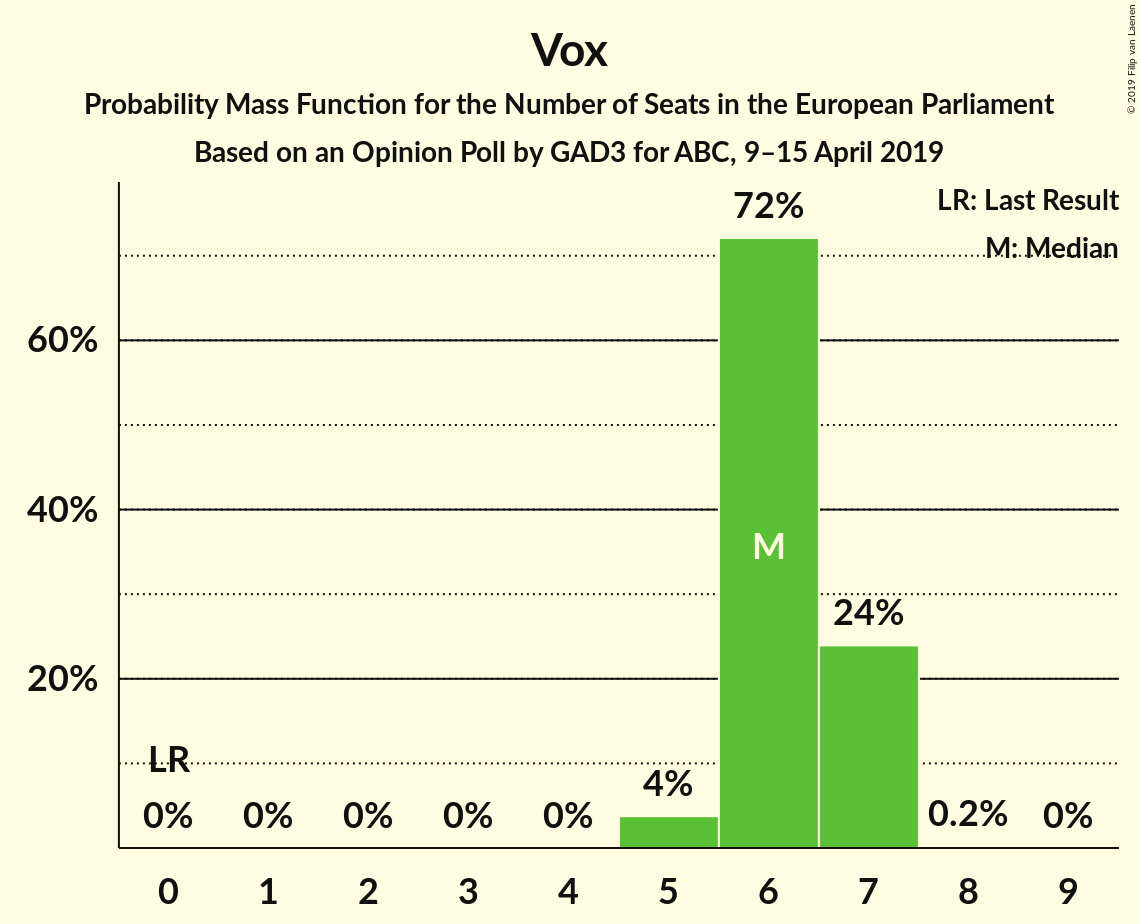 Vox
Probability Mass Function for the Number of Seats in the European Parliament
Based on an Opinion Poll by GAD3 for ABC, 9–15 April 2019
© 2019 Filip van Laenen
LR: Last Result
M: Median
72%
60%
40%
M
24%
20%
LR
4%
0% 0% 0% 0% 0% 0.2% 0%
0 1 2 3 4 5 6 7 8 9